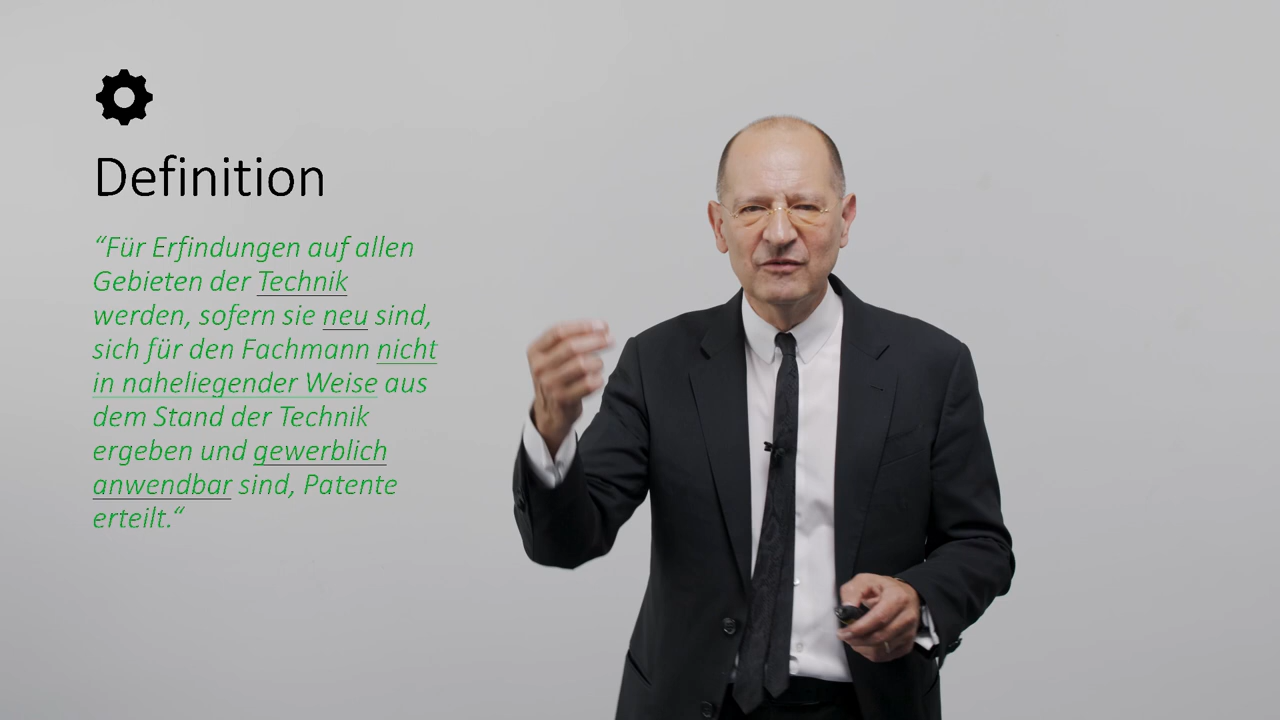 Definition
“Für Erfindungen auf allen
Gebieten der Technik
werden, sofern sie neu sind,
sich für den Fachmann nicht
in naheliegender Weise aus
dem Stand der Technik
ergeben und gewerblich
anwendbar sind, Patente
erteilt.“